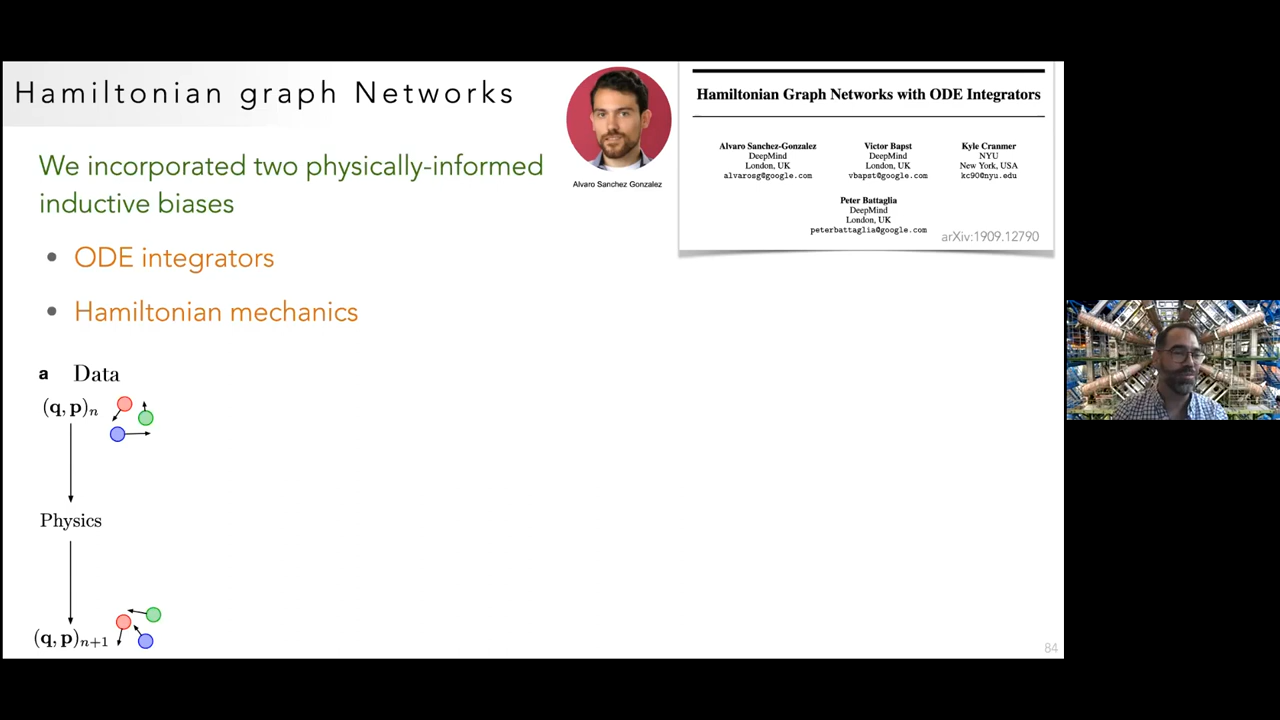 Hamiltonian graph Networks
Alvaro Sanchez Gonzalez
Hamiltonian Graph Networks with ODE Integrators
Alvaro Sanchez-Gonzalez Victor Bapst Kyle Cranmer
DeepMind DeepMind NYU
London, UK London, UK New York, USA
alvarosg@google.com vbapst@google.com kc90@nyu.edu
Peter Battaglia
DeepMind
London, UK
peterbattaglia@google.com
arXiv:1909.12790
We incorporated two physically-informed
inductive biases
• ODE integrators
• Hamiltonian mechanics
a Data
(q, p)n
Physics
(q, p)n+1
84